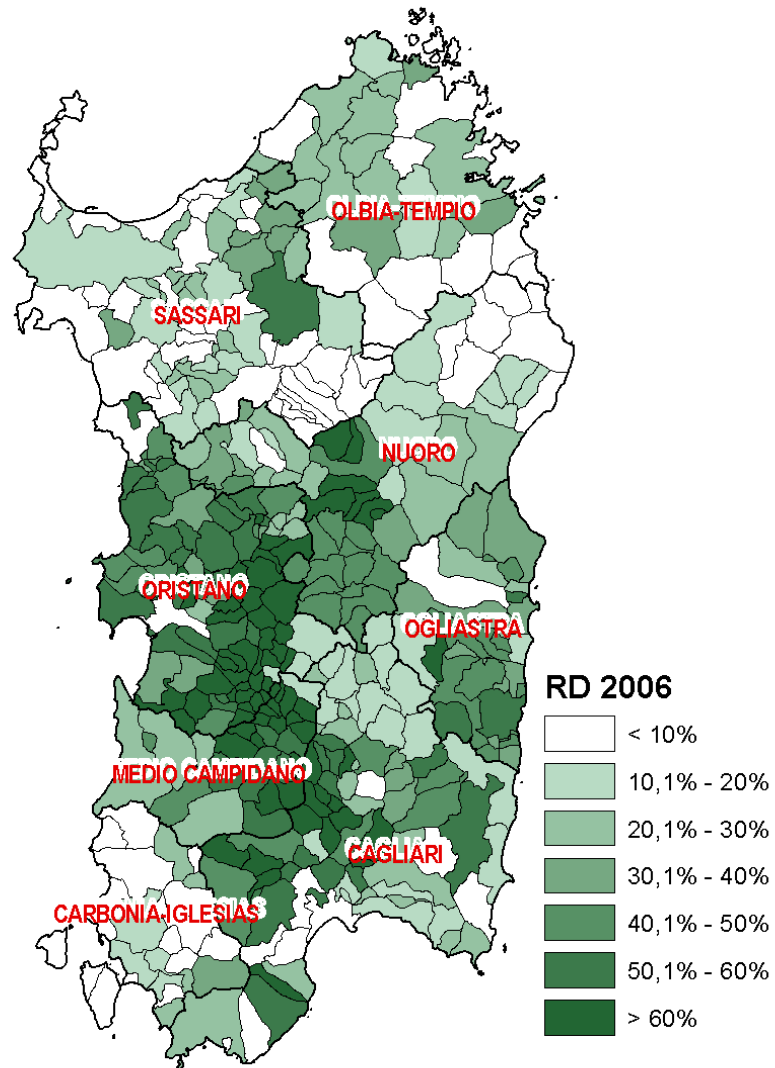 OLBIA-TEMPIO
SASSARI
NUORO
ORISTANO
OGLIASTRA
RD 2006
< 10%
10,1% - 20%
MEDIO CAMPIDANO
20,1% - 30%
CAGLIARI
30,1% - 40%
CARBONIA-IGLESIAS
40,1% - 50%
50,1% - 60%
> 60%